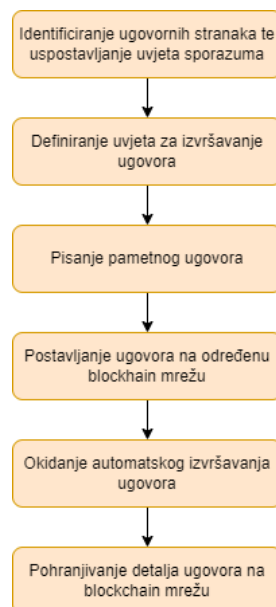 Identificiranje ugovornih stranaka te
uspostavljanje uvjeta sporazuma
Definiranje uvjeta za izvršavanje
ugovora
Pisanje pametnog ugovora
Postavljanje ugovora na određenu
blockhain mrežu
Okidanje automatskog izvršavanja
ugovora
Pohranjivanje detalja ugovora na
blockchain mrežu